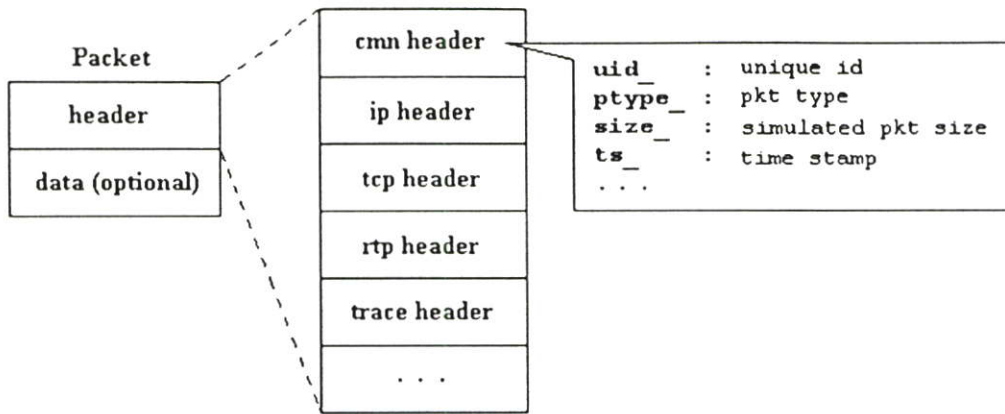 Packet
header
data (optional)
cmn header
ip header
tcp header
rtp header
trace header
. . .
uid_ : unique id
ptype_ : pkt type
size_ : simulated pkt size
ts_ : time stamp
. . .